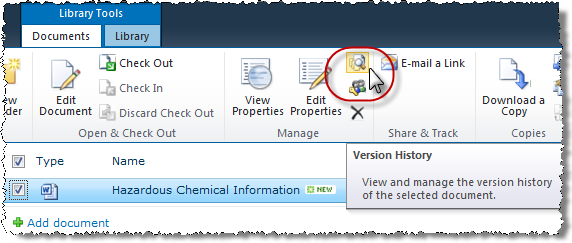 Library Tools
Documents
Library
Edit
Document
Check Out
Check In
Discard Check Out
Open & Check Out
View
Properties
Edit
Properties
Manage
E-mail a Link
Share & Track
Download a
Copy
Copies
Type
Name
Hazardous Chemical Information
NEW
Add document
Version History
View and manage the version history
of the selected document.